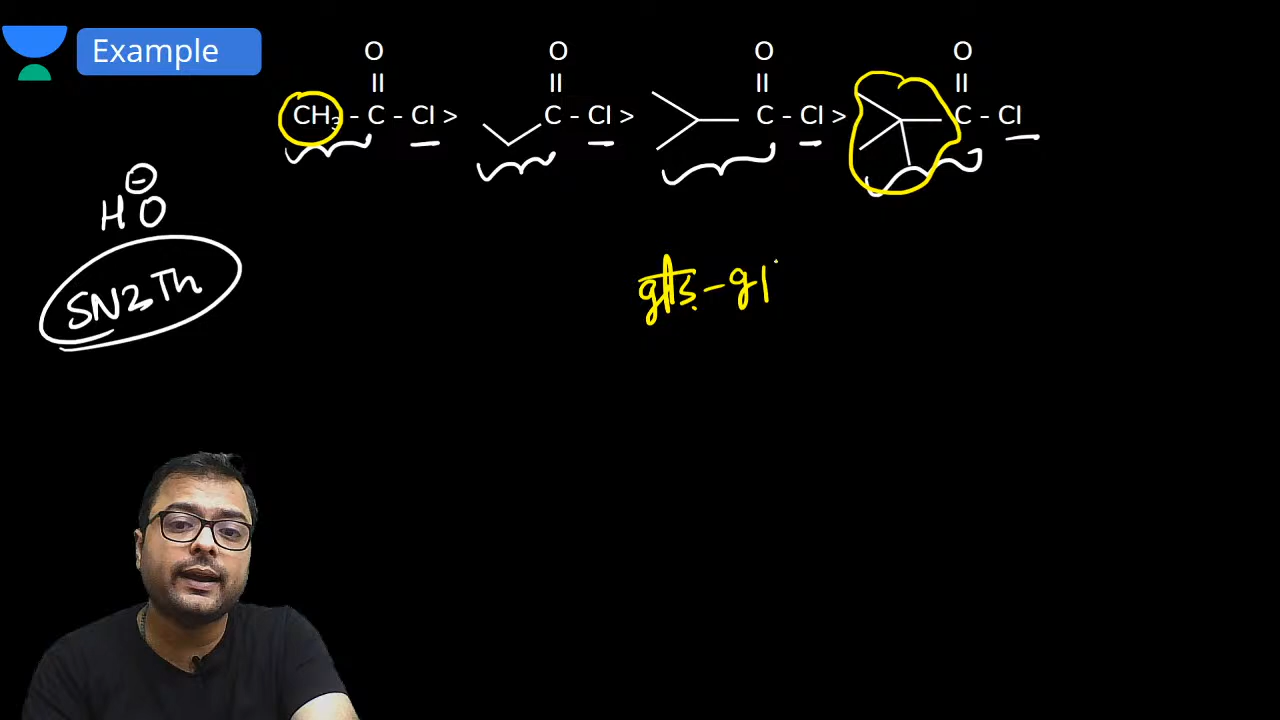 Example
O O O O
|| || || ||
CH₃ - C - Cl > C - Cl > C - Cl > C - Cl
⊖
HO
SN2Th